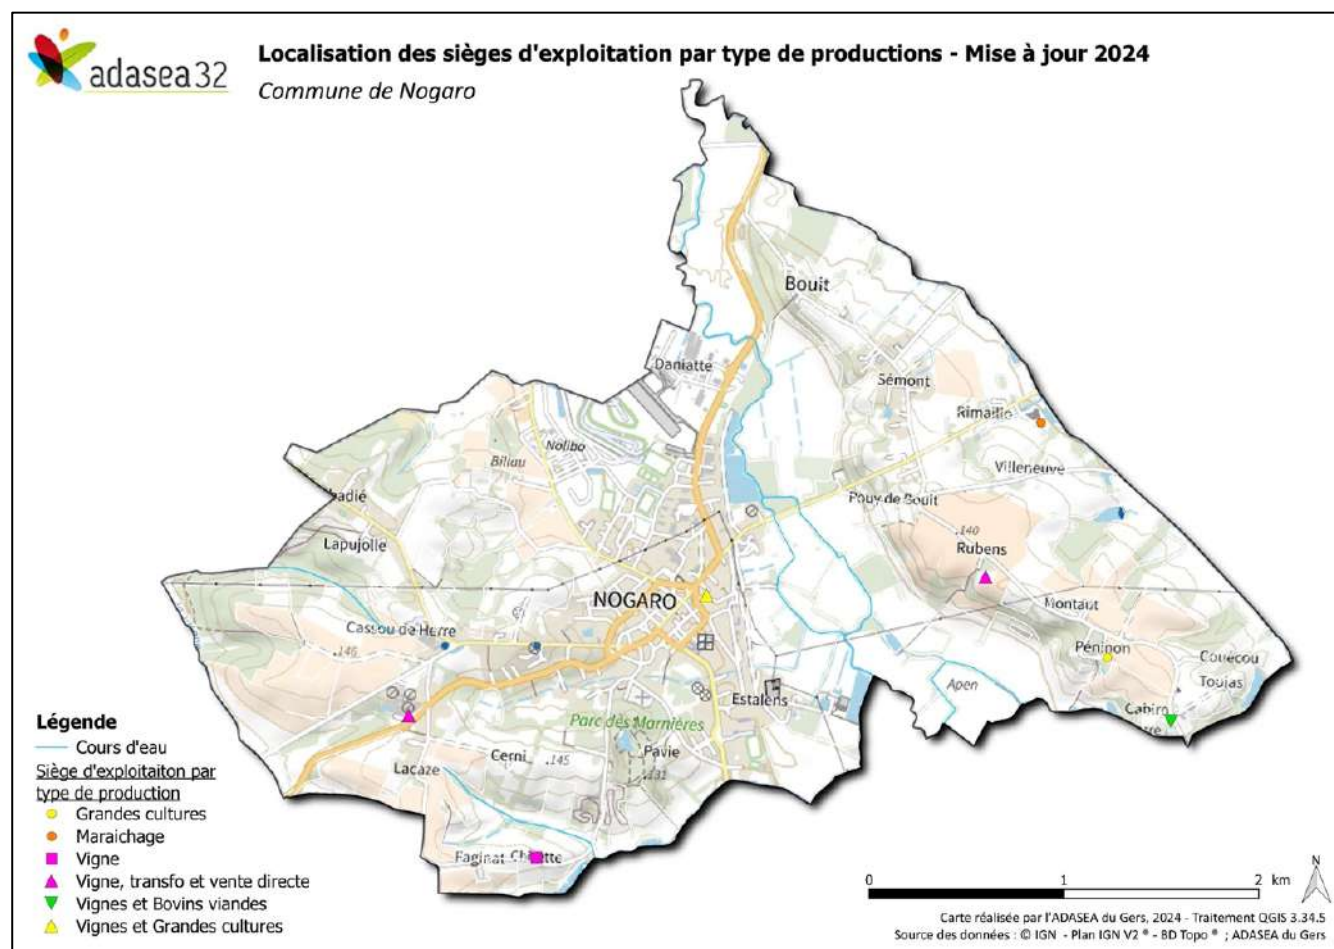 adasea32
Localisation des sièges d'exploitation par type de productions - Mise à jour 2024
Commune de Nogaro
Bouit
Daniatte
Sémont
Rimaillo
Nolibo
Biliau
Villeneuve
Pouy de Bouit
Lapujolle
.140
Rubens
NOGARO
Montaut
Cassou de Herre
.146
Péninon
Couécou
Toujas
Apen
Estalens
Cabiro
Parc des Marnières
Pavie
Cerni
.145
Lacaze
.131
Faginat
Légende
Cours d'eau
Siège d'exploitaiton par
type de production
Grandes cultures
Maraichage
Vigne
Vigne, transfo et vente directe
Vignes et Bovins viandes
Vignes et Grandes cultures
N
0 1 2 km
Carte réalisée par l'ADASEA du Gers, 2024 - Traitement QGIS 3.34.5
Source des données : © IGN - Plan IGN V2 ® - BD Topo ® ; ADASEA du Gers